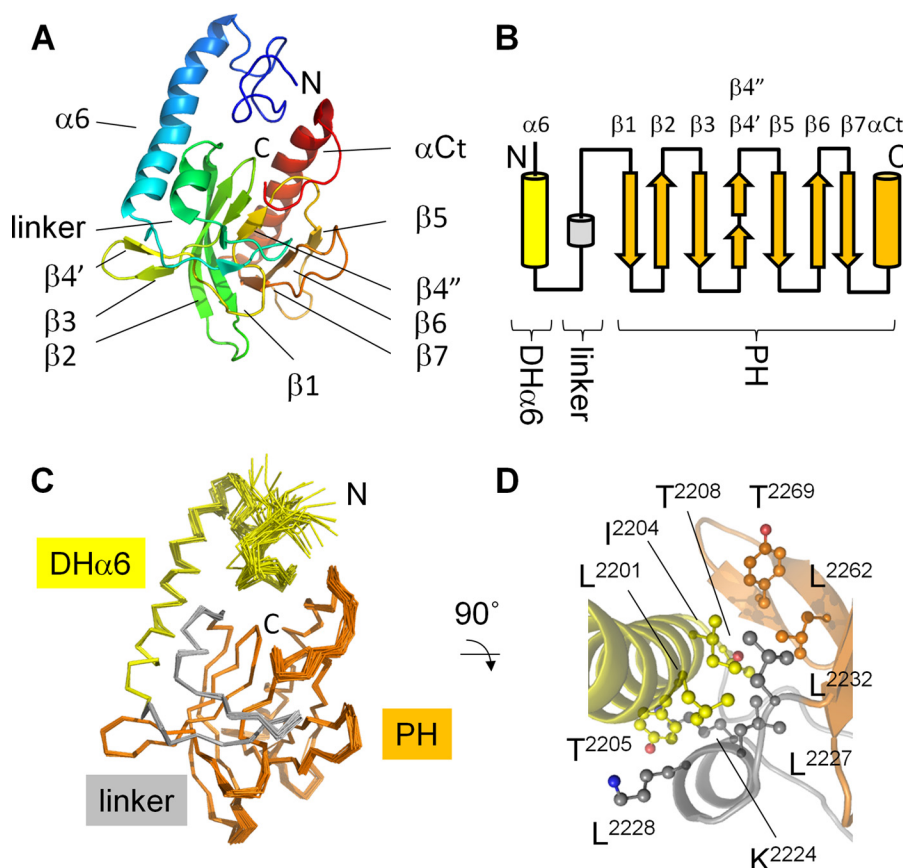 A
N
α6
C
αCt
linker
β5
β4'
β4''
β3
β6
β2
β7
β1
B
β4''
α6 β1 β2 β3 β4' β5 β6 β7 αCt
N C
DHα6
linker
PH
C
N
DHα6
C
PH
linker
90°
D
T2208 T2269
I2204
L2201
L2262
L2232
T2205
L2227
L2228
K2224